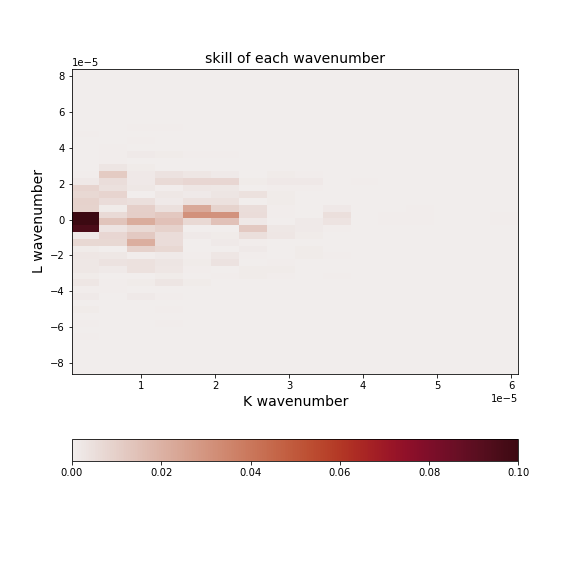 skill of each wavenumber
1e−5
8
6
4
2
0
−2
−4
−6
−8
L wavenumber
1 2 3 4 5 6
1e−5
K wavenumber
0.00 0.02 0.04 0.06 0.08 0.10